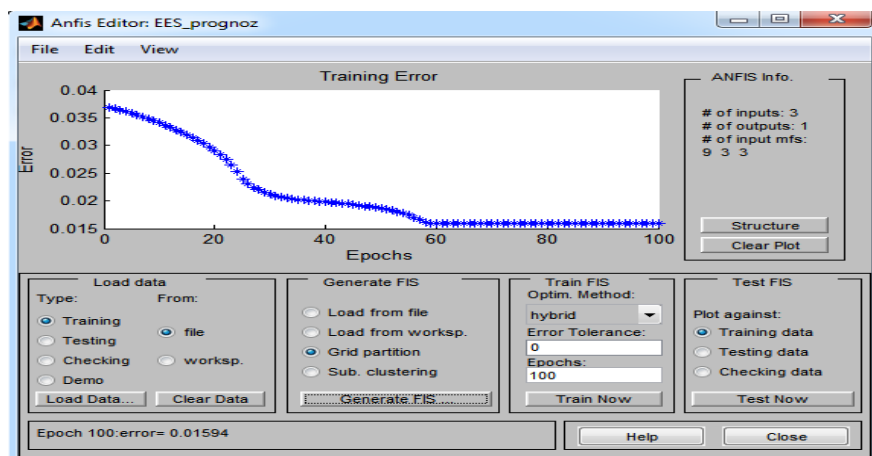 Anfis Editor: EES_prognoz
File Edit View
Training Error
0.04
0.035
0.03
0.025
0.02
0.015
Error
0 20 40 60 80 100
Epochs
ANFIS Info.
# of inputs: 3
# of outputs: 1
# of input mfs:
9 3 3
Structure
Clear Plot
Load data
Type: From:
Training
Testing
Checking
Demo
file
worksp.
Load Data... Clear Data
Generate FIS
Load from file
Load from worksp.
Grid partition
Sub. clustering
Generate FIS ...
Train FIS
Optim. Method:
hybrid
Error Tolerance:
0
Epochs:
100
Train Now
Test FIS
Plot against:
Training data
Testing data
Checking data
Test Now
Epoch 100:error= 0.01594
Help Close